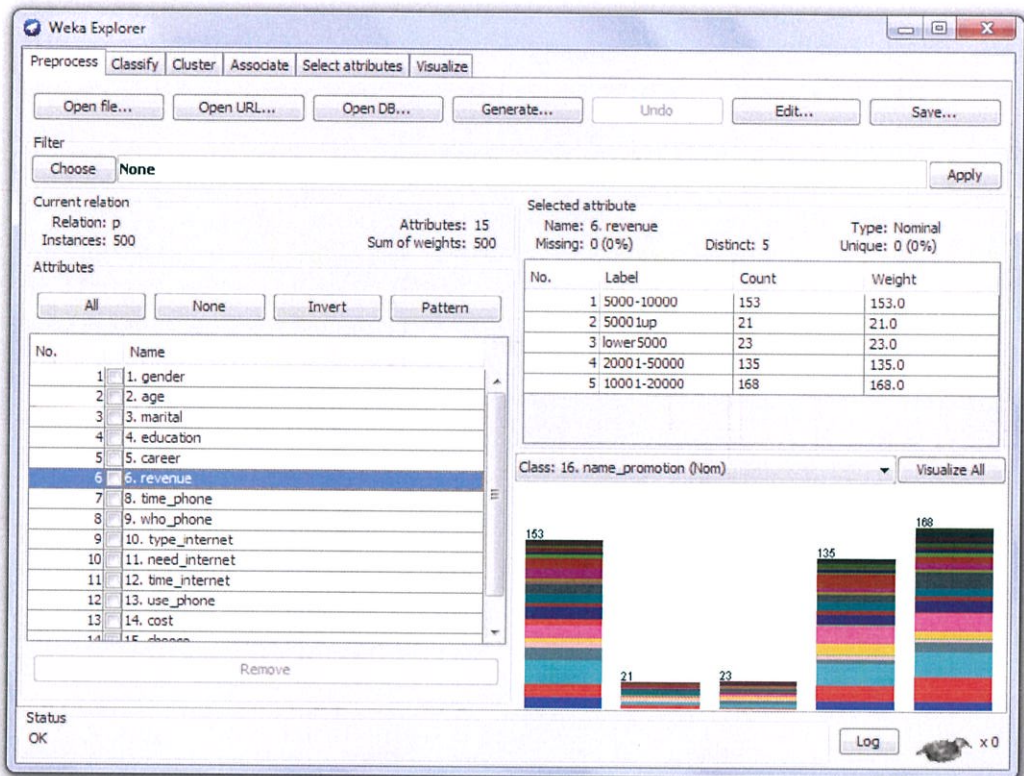 Weka Explorer
Preprocess Classify Cluster Associate Select attributes Visualize
Open file... Open URL... Open DB... Generate... Undo Edit... Save...
Filter
Choose None Apply
Current relation
Relation: p Attributes: 15
Instances: 500 Sum of weights: 500
Attributes
All None Invert Pattern
No. Name
1 1. gender
2 2. age
3 3. marital
4 4. education
5 5. career
6 6. revenue
7 8. time_phone
8 9. who_phone
9 10. type_internet
10 11. need_internet
11 12. time_internet
12 13. use_phone
13 14. cost
14 15. choose
Remove
Selected attribute
Name: 6. revenue Type: Nominal
Missing: 0 (0%) Distinct: 5 Unique: 0 (0%)
No. Label Count Weight
1 5000-10000 153 153.0
2 50001up 21 21.0
3 lower5000 23 23.0
4 20001-50000 135 135.0
5 10001-20000 168 168.0
Class: 16. name_promotion (Nom) Visualize All
153
21
23
135
168
Status
OK
Log x 0